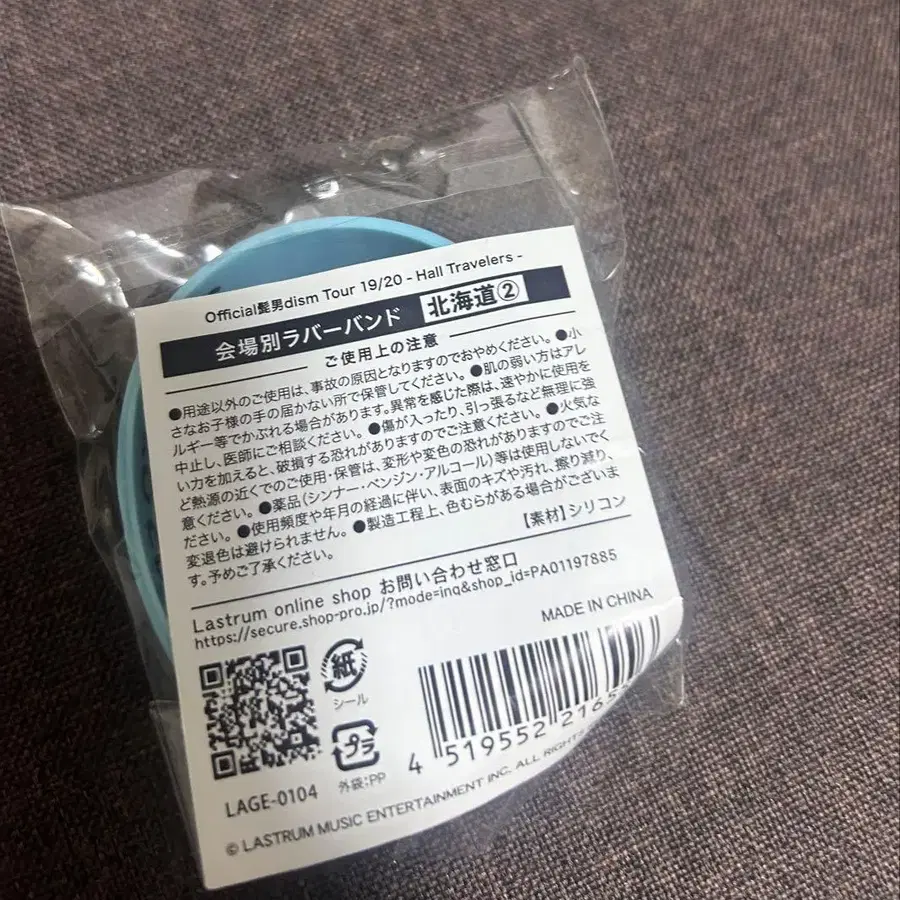 Official髭男dism Tour 19/20 - Hall Travelers -
会場別ラバーバンド 北海道②
ご使用上の注意
●用途以外のご使用は、事故の原因となりますのでおやめください。●小
さなお子様の手の届かない所で保管してください。●肌の弱い方はアレ
ルギー等でかぶれる場合があります。異常を感じた際は、速やかに使用を
中止し、医師にご相談ください。●傷が入ったり、引っ張るなど無理に強
い力を加えると、破損する恐れがありますのでご注意ください。●火気な
ど熱源の近くでのご使用・保管は、変形や変色の恐れがありますのでご注
意ください。●薬品(シンナー・ベンジン・アルコール)等は使用しないでく
ださい。●使用頻度や年月の経過に伴い、表面のキズや汚れ、擦り減り、
変退色は避けられません。●製造工程上、色むらがある場合がございま
す。予めご了承ください。
【素材】シリコン
Lastrum online shop お問い合わせ窓口
https://secure.shop-pro.jp/?mode=inq&shop_id=PA01197885
MADE IN CHINA
紙
シール
プラ
外袋:PP
4 519552 2165
LAGE-0104
© LASTRUM MUSIC ENTERTAINMENT INC. ALL RIGHTS